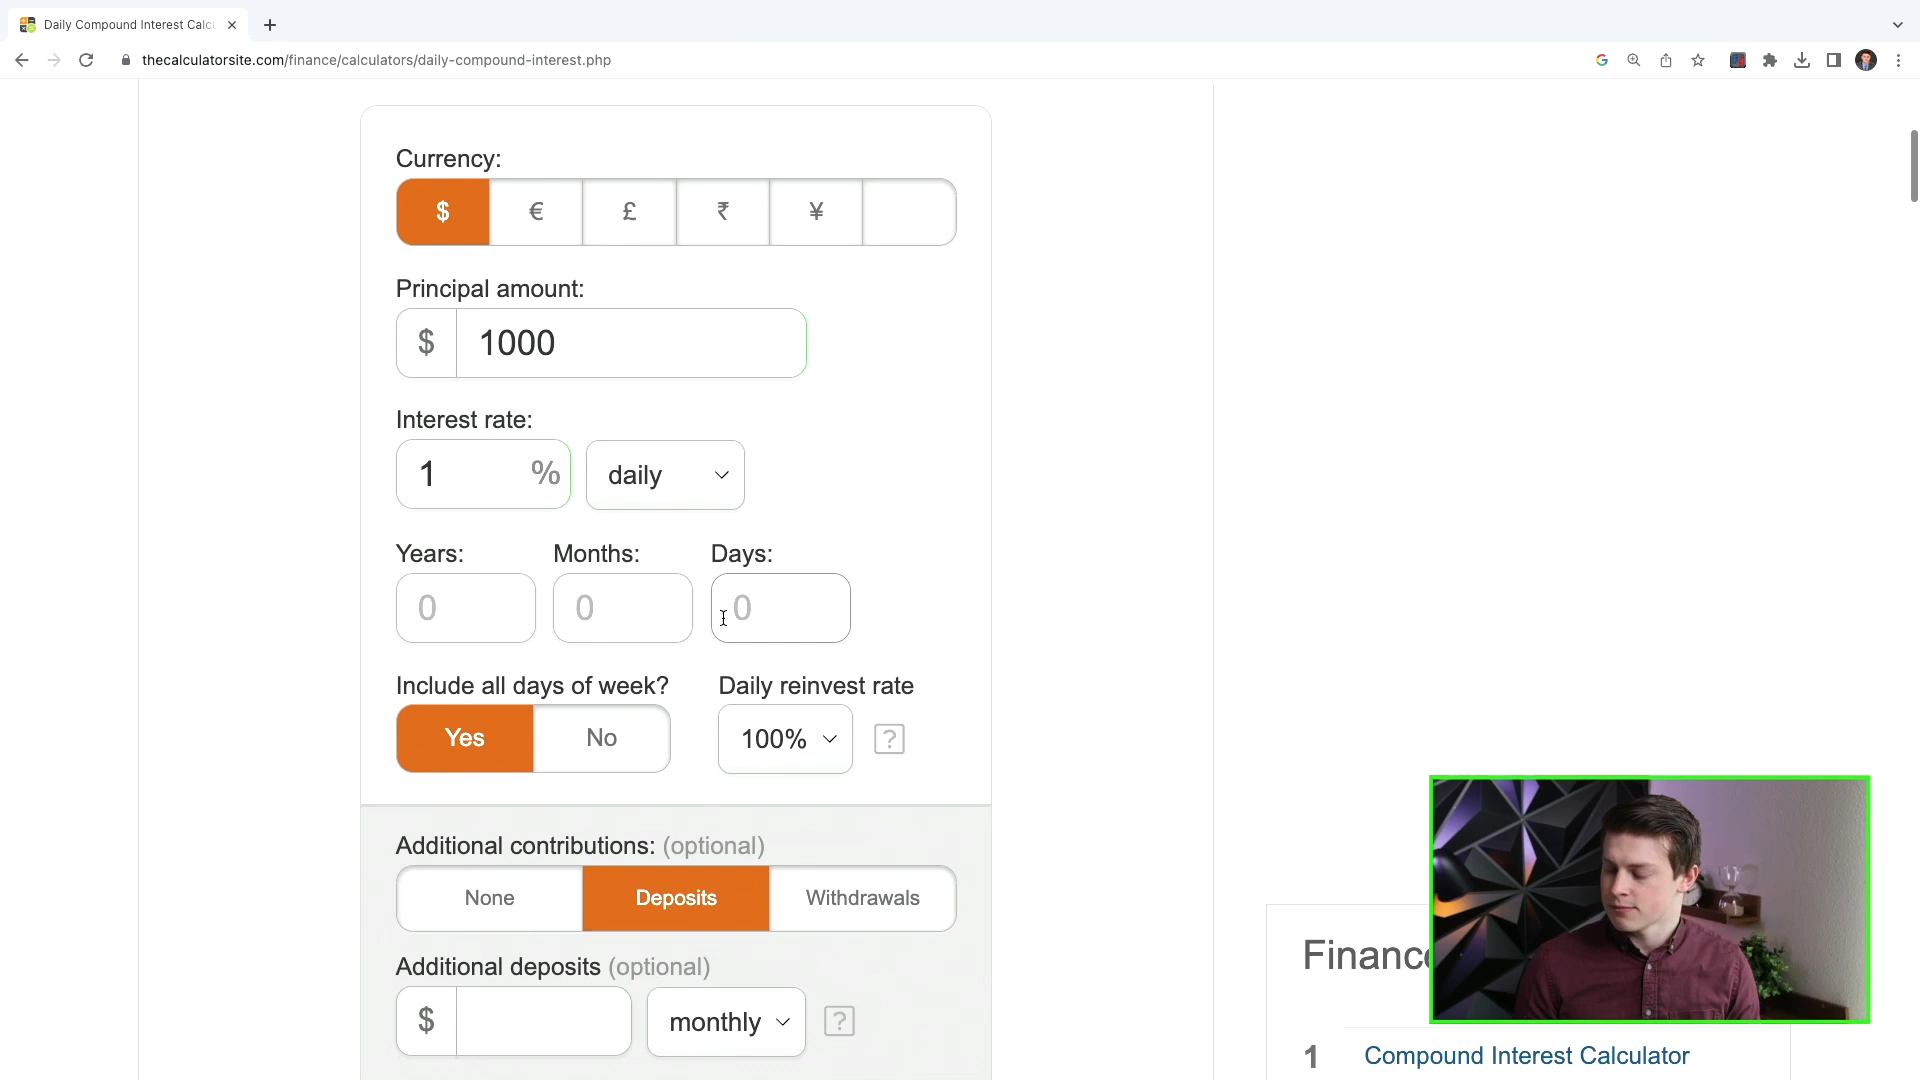 Daily Compound Interest Calc
thecalculatorsite.com/finance/calculators/daily-compound-interest.php
Currency:
$ € £ ₹ ¥
Principal amount:
$ 1000
Interest rate:
1 % daily
Years: Months: Days:
0 0 0
Include all days of week? Daily reinvest rate
Yes No 100% ?
Additional contributions: (optional)
None Deposits Withdrawals
Additional deposits (optional)
$ monthly ?
Financ
1 Compound Interest Calculator